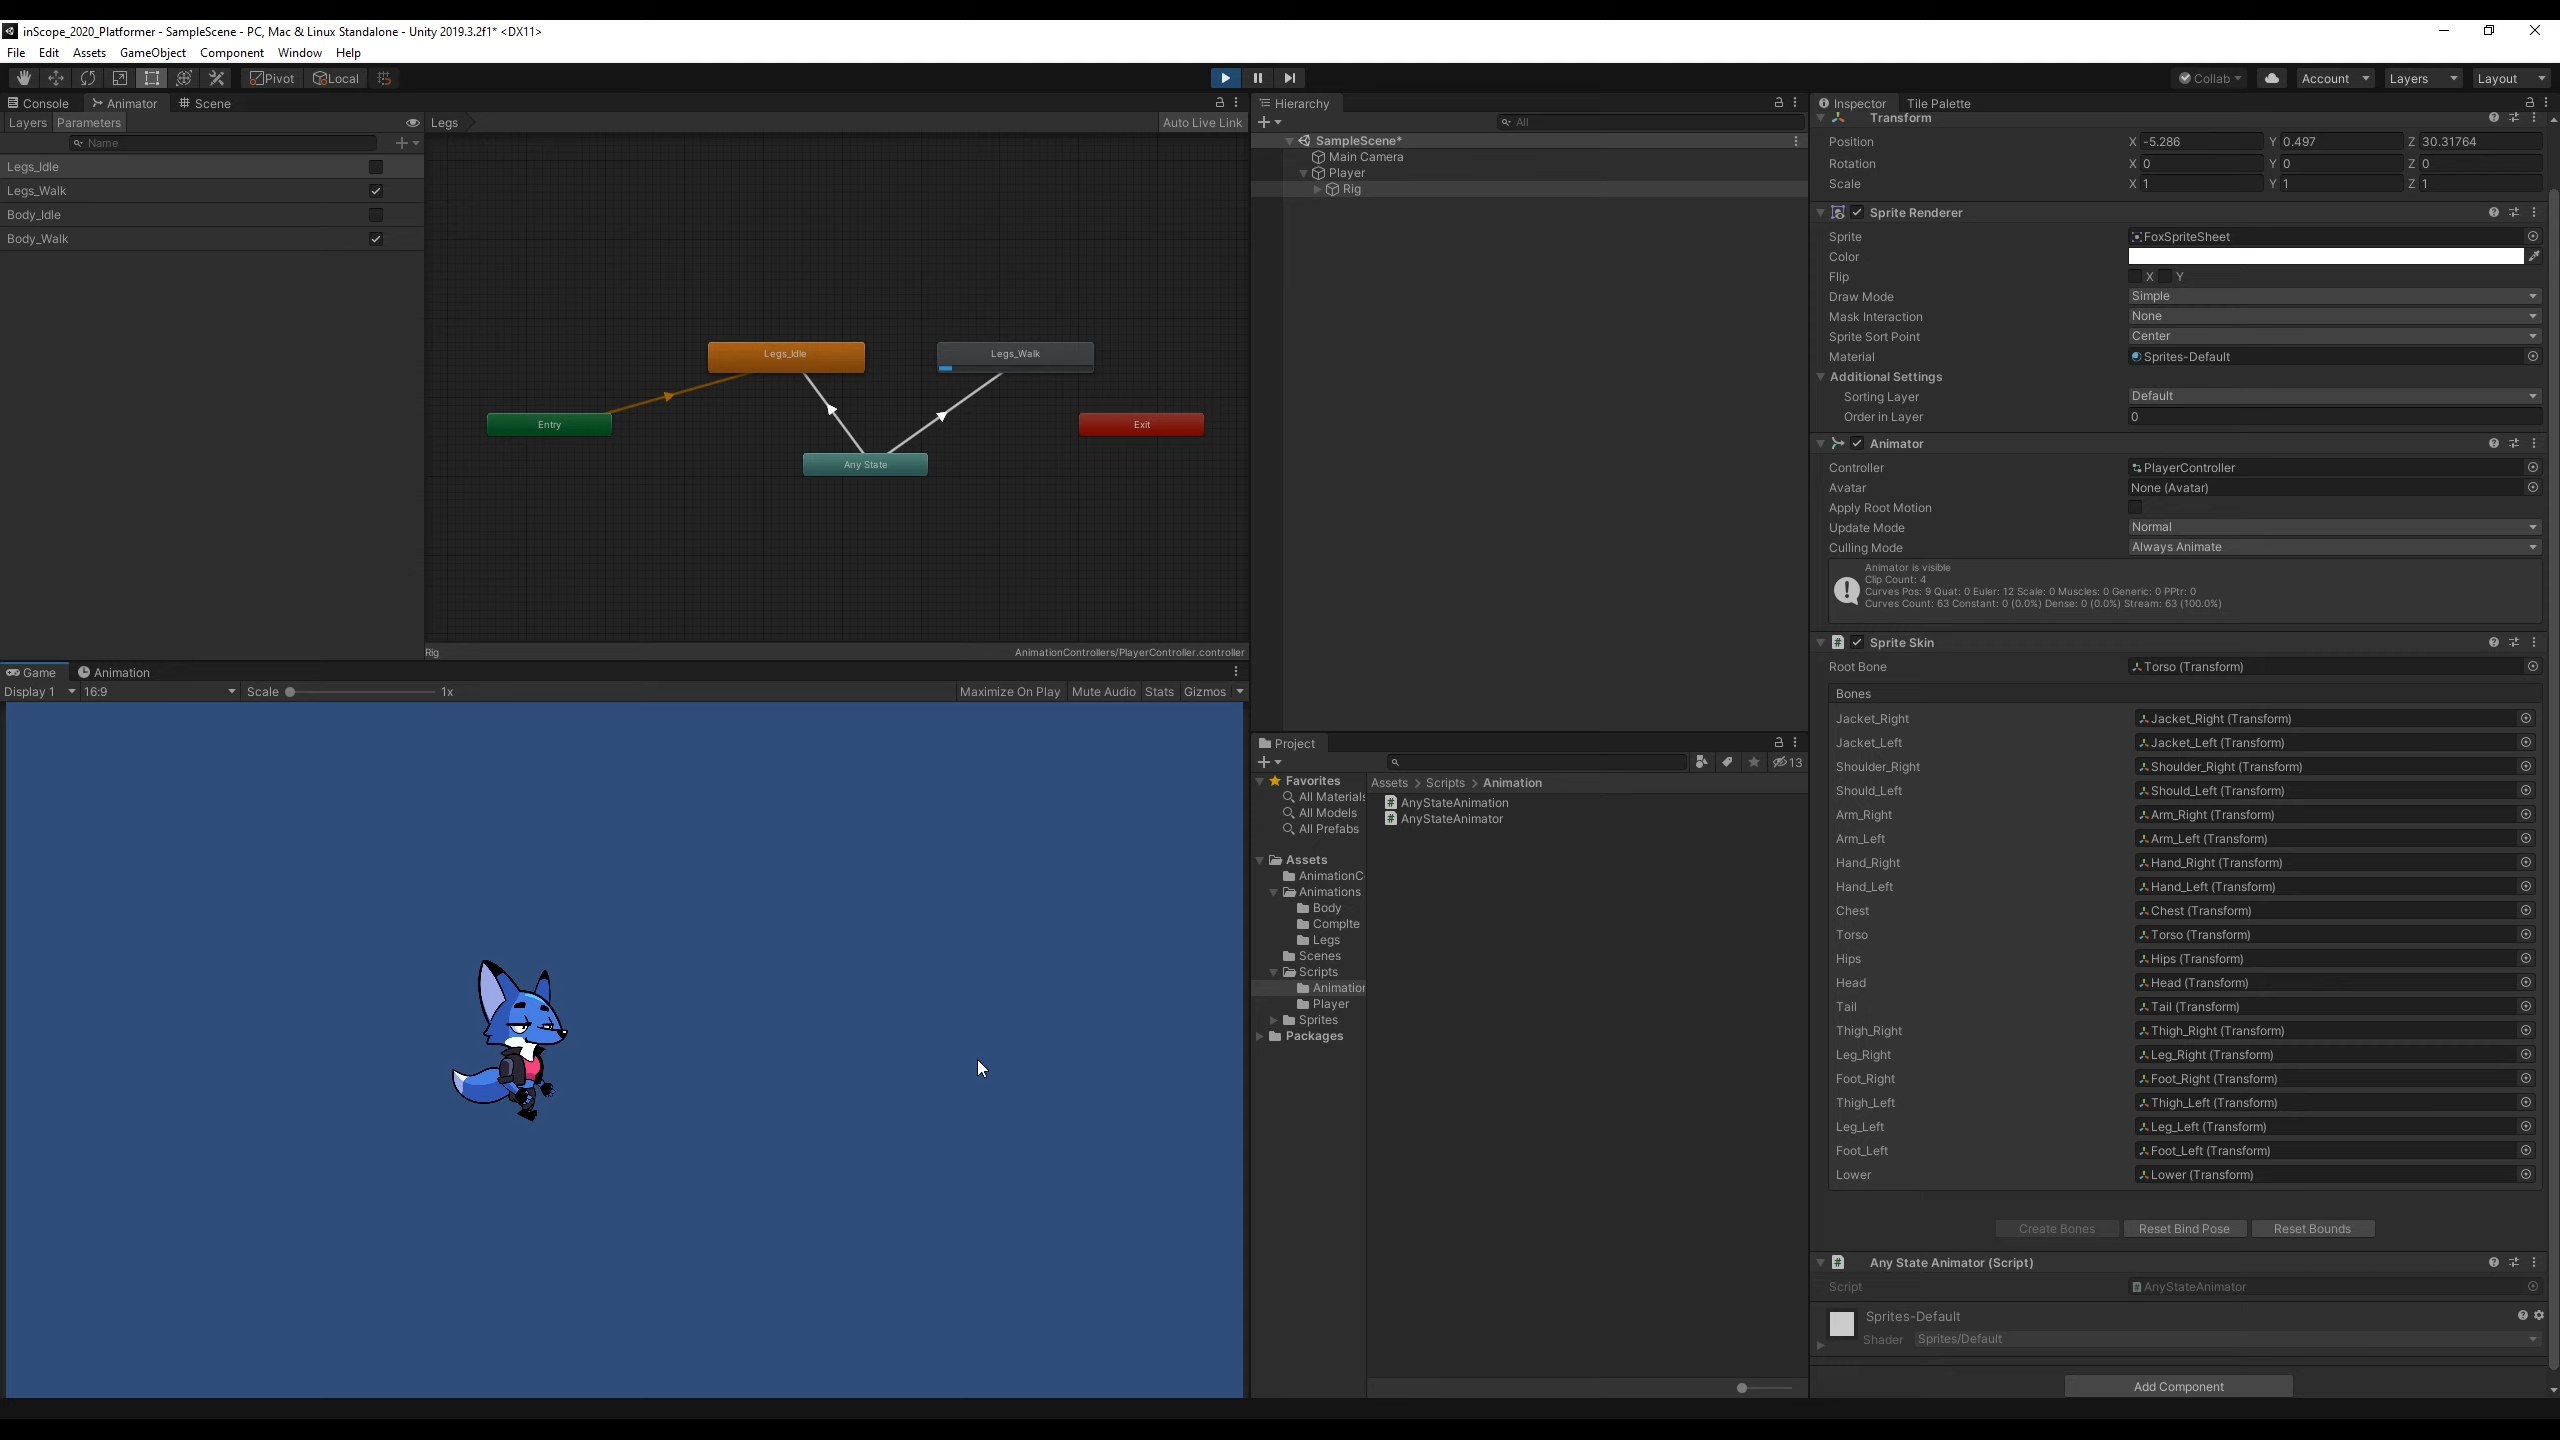 inScope_2020_Platformer - SampleScene - PC, Mac & Linux Standalone - Unity 2019.3.2f1* <DX11>
File Edit Assets GameObject Component Window Help
Pivot Local Collab Account Layers Layout
Console Animator Scene
Layers Parameters Legs Auto Live Link
Name
Legs_Idle
Legs_Walk
Body_Idle
Body_Walk
Legs_Idle
Legs_Walk
Entry
Exit
Any State
Rig AnimationControllers/PlayerController.controller
Game Animation
Display 1 16:9 Scale 1x Maximize On Play Mute Audio Stats Gizmos
Hierarchy
All
SampleScene*
Main Camera
Player
Rig
Project
13
Favorites
All Materials
All Models
All Prefabs
Assets
AnimationC
Animations
Body
Complte
Legs
Scenes
Scripts
Animation
Player
Sprites
Packages
Assets > Scripts > Animation
AnyStateAnimation
AnyStateAnimator
Inspector Tile Palette
Transform
Position X -5.286 Y 0.497 Z 30.31764
Rotation X 0 Y 0 Z 0
Scale X 1 Y 1 Z 1
Sprite Renderer
Sprite FoxSpriteSheet
Color
Flip X Y
Draw Mode Simple
Mask Interaction None
Sprite Sort Point Center
Material Sprites-Default
Additional Settings
Sorting Layer Default
Order in Layer 0
Animator
Controller PlayerController
Avatar None (Avatar)
Apply Root Motion
Update Mode Normal
Culling Mode Always Animate
Animator is visible
Clip Count: 4
Curves Pos: 9 Quat: 0 Euler: 12 Scale: 0 Muscles: 0 Generic: 0 PPtr: 0
Curves Count: 63 Constant: 0 (0.0%) Dense: 0 (0.0%) Stream: 63 (100.0%)
Sprite Skin
Root Bone Torso (Transform)
Bones
Jacket_Right Jacket_Right (Transform)
Jacket_Left Jacket_Left (Transform)
Shoulder_Right Shoulder_Right (Transform)
Should_Left Should_Left (Transform)
Arm_Right Arm_Right (Transform)
Arm_Left Arm_Left (Transform)
Hand_Right Hand_Right (Transform)
Hand_Left Hand_Left (Transform)
Chest Chest (Transform)
Torso Torso (Transform)
Hips Hips (Transform)
Head Head (Transform)
Tail Tail (Transform)
Thigh_Right Thigh_Right (Transform)
Leg_Right Leg_Right (Transform)
Foot_Right Foot_Right (Transform)
Thigh_Left Thigh_Left (Transform)
Leg_Left Leg_Left (Transform)
Foot_Left Foot_Left (Transform)
Lower Lower (Transform)
Create Bones Reset Bind Pose Reset Bounds
Any State Animator (Script)
Script AnyStateAnimator
Sprites-Default
Shader Sprites/Default
Add Component